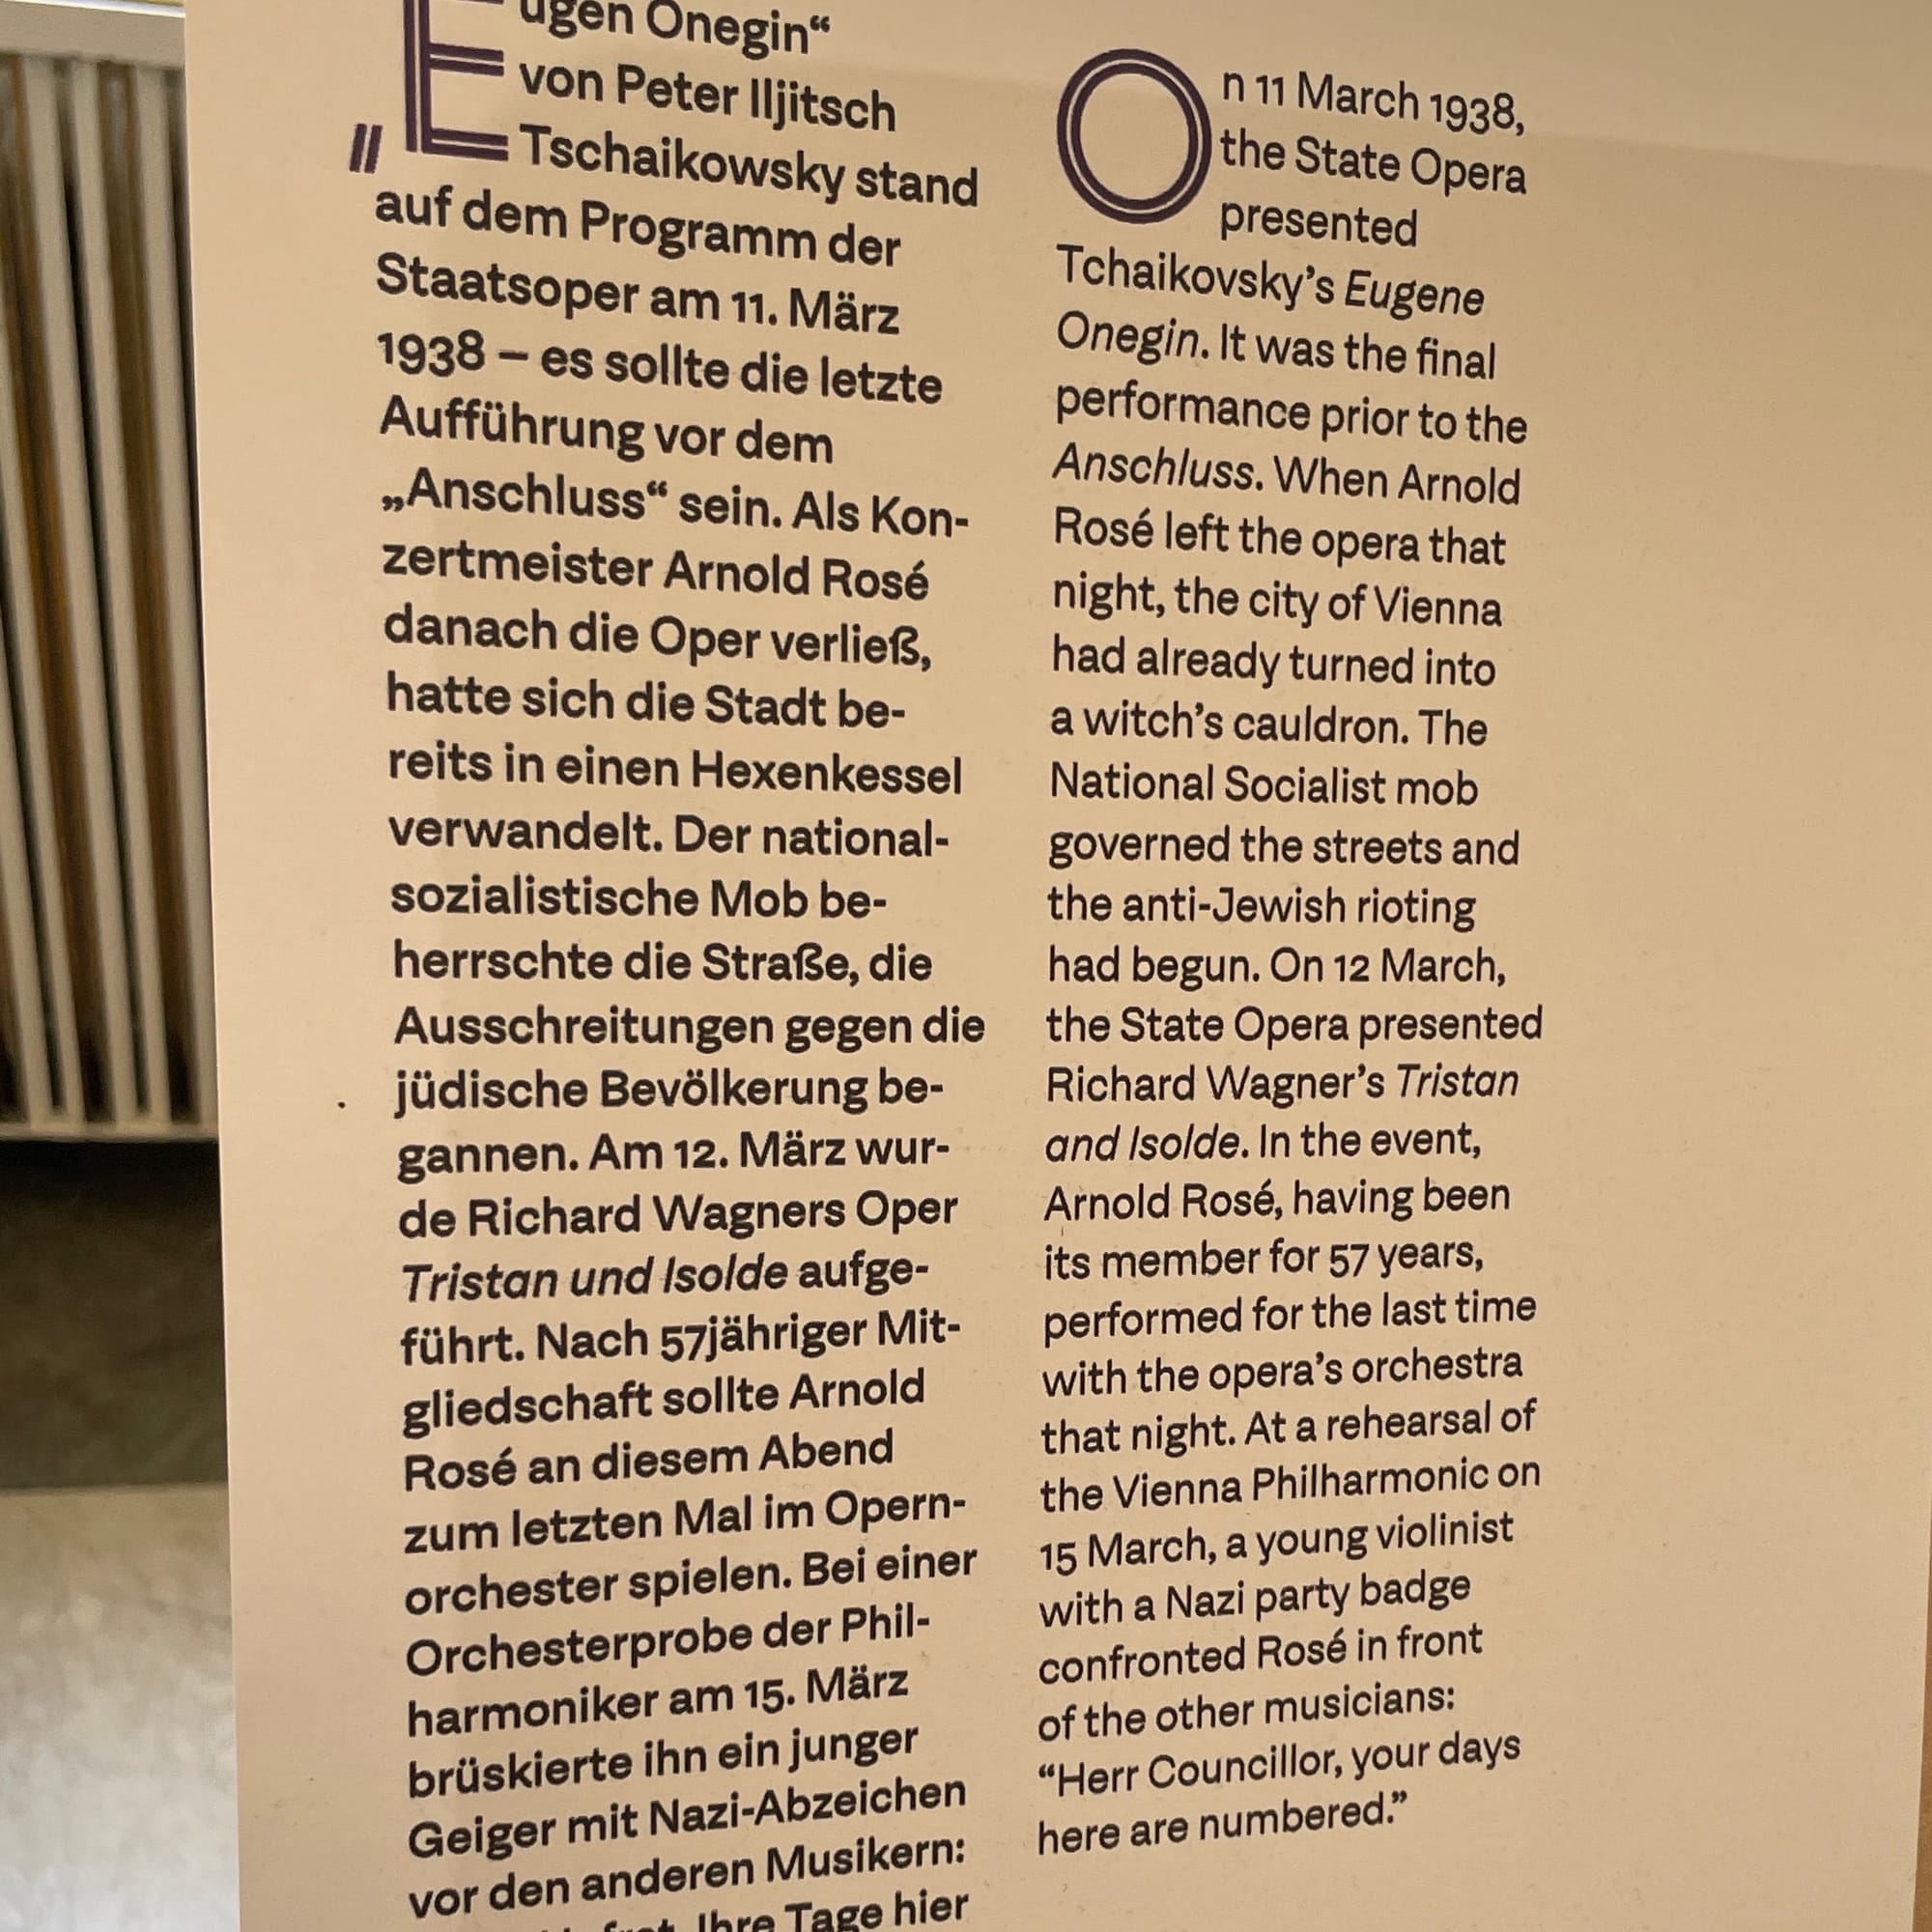 „Eugen Onegin“
von Peter Iljitsch
Tschaikowsky stand
auf dem Programm der
Staatsoper am 11. März
1938 – es sollte die letzte
Aufführung vor dem
„Anschluss“ sein. Als Kon-
zertmeister Arnold Rosé
danach die Oper verließ,
hatte sich die Stadt be-
reits in einen Hexenkessel
verwandelt. Der national-
sozialistische Mob be-
herrschte die Straße, die
Ausschreitungen gegen die
jüdische Bevölkerung be-
gannen. Am 12. März wur-
de Richard Wagners Oper
Tristan und Isolde aufge-
führt. Nach 57jähriger Mit-
gliedschaft sollte Arnold
Rosé an diesem Abend
zum letzten Mal im Opern-
orchester spielen. Bei einer
Orchesterprobe der Phil-
harmoniker am 15. März
brüskierte ihn ein junger
Geiger mit Nazi-Abzeichen
vor den anderen Musikern:
Ihre Tage hier
On 11 March 1938,
the State Opera
presented
Tchaikovsky’s Eugene
Onegin. It was the final
performance prior to the
Anschluss. When Arnold
Rosé left the opera that
night, the city of Vienna
had already turned into
a witch’s cauldron. The
National Socialist mob
governed the streets and
the anti-Jewish rioting
had begun. On 12 March,
the State Opera presented
Richard Wagner’s Tristan
and Isolde. In the event,
Arnold Rosé, having been
its member for 57 years,
performed for the last time
with the opera’s orchestra
that night. At a rehearsal of
the Vienna Philharmonic on
15 March, a young violinist
with a Nazi party badge
confronted Rosé in front
of the other musicians:
“Herr Councillor, your days
here are numbered.”